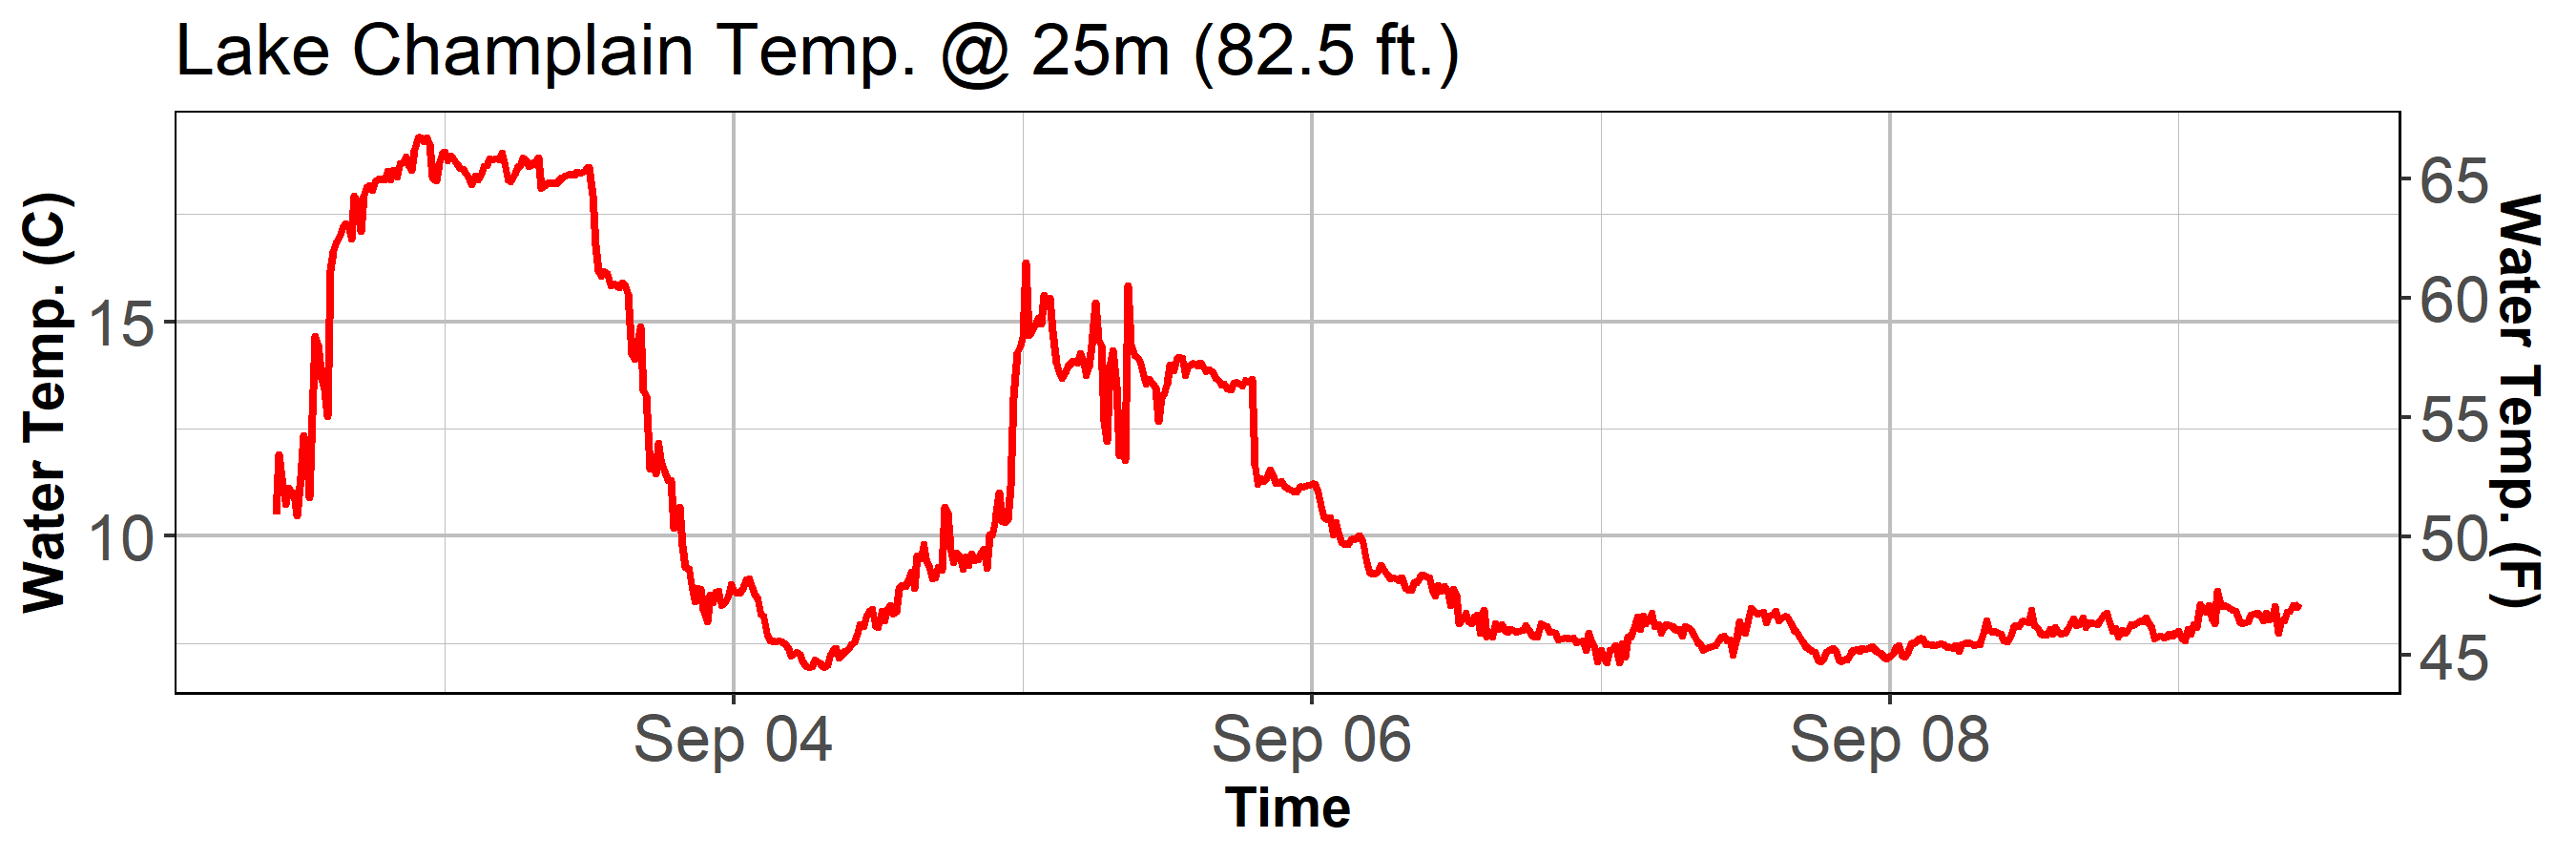 Lake Champlain Temp. @ 25m (82.5 ft.)
Water Temp. (C)
15
10
65
60
55
50
45
Water Temp. (F)
Sep 04
Sep 06
Sep 08
Time